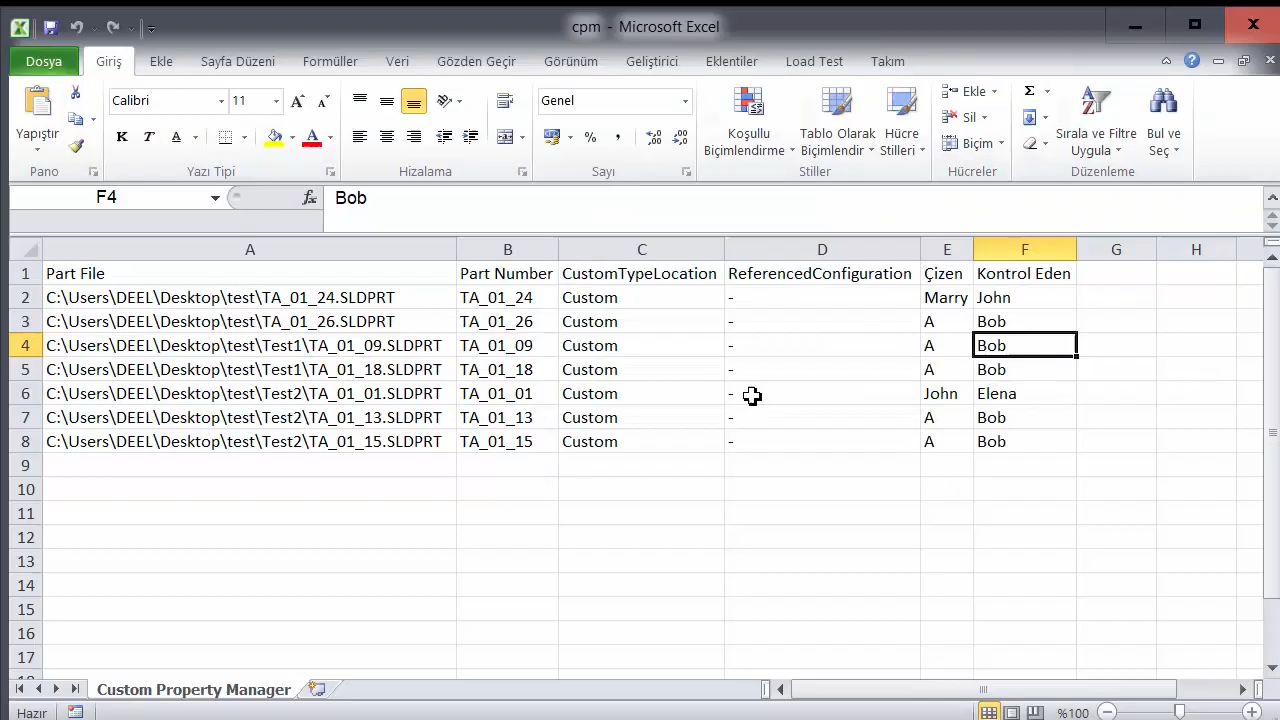 cpm - Microsoft Excel
Dosya Giriş Ekle Sayfa Düzeni Formüller Veri Gözden Geçir Görünüm Geliştirici Eklentiler Load Test Takım
Yapıştır
Pano
Calibri 11
K T A
Yazı Tipi
Hizalama
Genel
%
Sayı
Koşullu Biçimlendirme
Tablo Olarak Biçimlendir
Hücre Stilleri
Stiller
Ekle
Sil
Biçim
Hücreler
Σ
Sırala ve Filtre Uygula
Bul ve Seç
Düzenleme
F4 fx Bob
A B C D E F G H
1 Part File Part Number CustomTypeLocation ReferencedConfiguration Çizen Kontrol Eden
2 C:\Users\DEEL\Desktop\test\TA_01_24.SLDPRT TA_01_24 Custom - Marry John
3 C:\Users\DEEL\Desktop\test\TA_01_26.SLDPRT TA_01_26 Custom - A Bob
4 C:\Users\DEEL\Desktop\test\Test1\TA_01_09.SLDPRT TA_01_09 Custom - A Bob
5 C:\Users\DEEL\Desktop\test\Test1\TA_01_18.SLDPRT TA_01_18 Custom - A Bob
6 C:\Users\DEEL\Desktop\test\Test2\TA_01_01.SLDPRT TA_01_01 Custom - John Elena
7 C:\Users\DEEL\Desktop\test\Test2\TA_01_13.SLDPRT TA_01_13 Custom - A Bob
8 C:\Users\DEEL\Desktop\test\Test2\TA_01_15.SLDPRT TA_01_15 Custom - A Bob
9
10
11
12
13
14
15
16
17
Custom Property Manager
Hazır %100